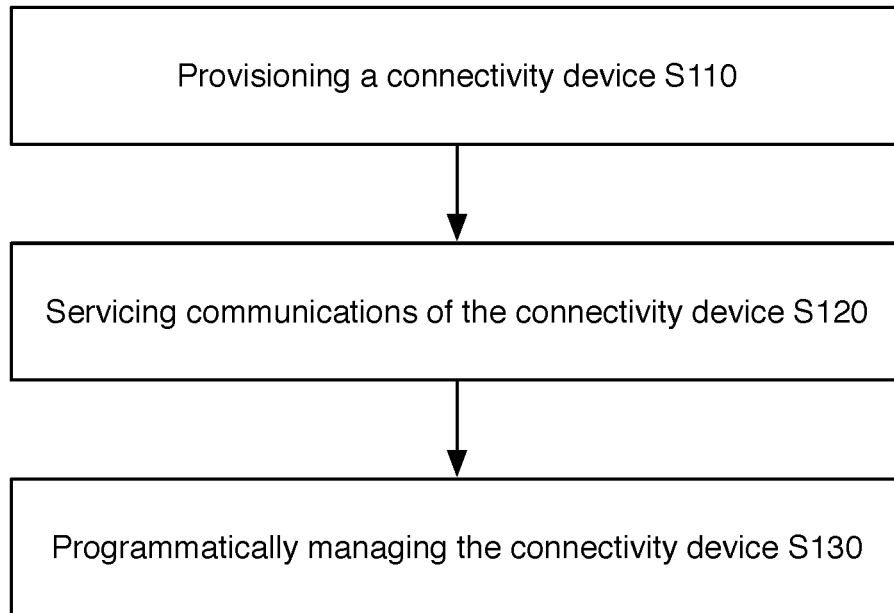 Provisioning a connectivity device S110
Servicing communications of the connectivity device S120
Programmatically managing the connectivity device S130